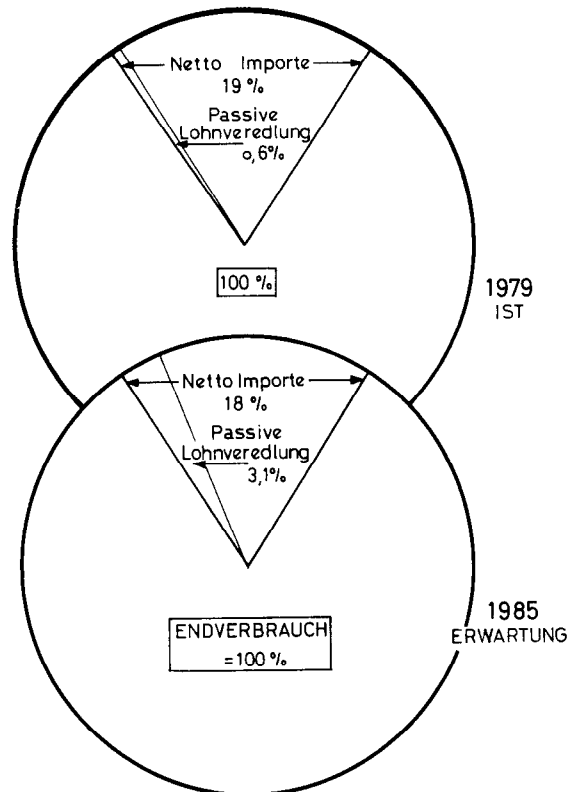 Netto Importe
19 %
Passive
Lohnveredlung
0,6%
100 %
1979
IST
Netto Importe
18 %
Passive
Lohnveredlung
3,1%
ENDVERBRAUCH
=100 %
1985
ERWARTUNG